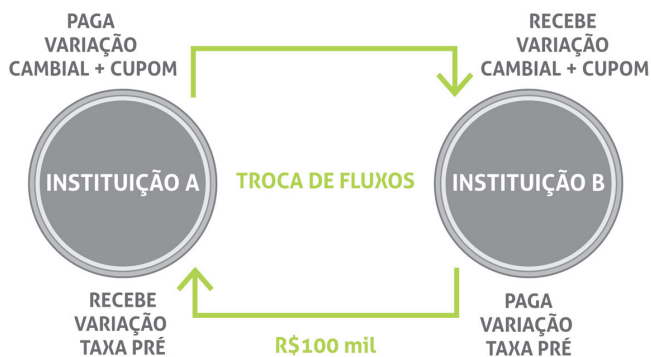 PAGA
VARIAÇÃO
CAMBIAL + CUPOM
RECEBE
VARIAÇÃO
CAMBIAL + CUPOM
INSTITUIÇÃO A
TROCA DE FLUXOS
INSTITUIÇÃO B
RECEBE
VARIAÇÃO
TAXA PRÉ
R$100 mil
PAGA
VARIAÇÃO
TAXA PRÉ